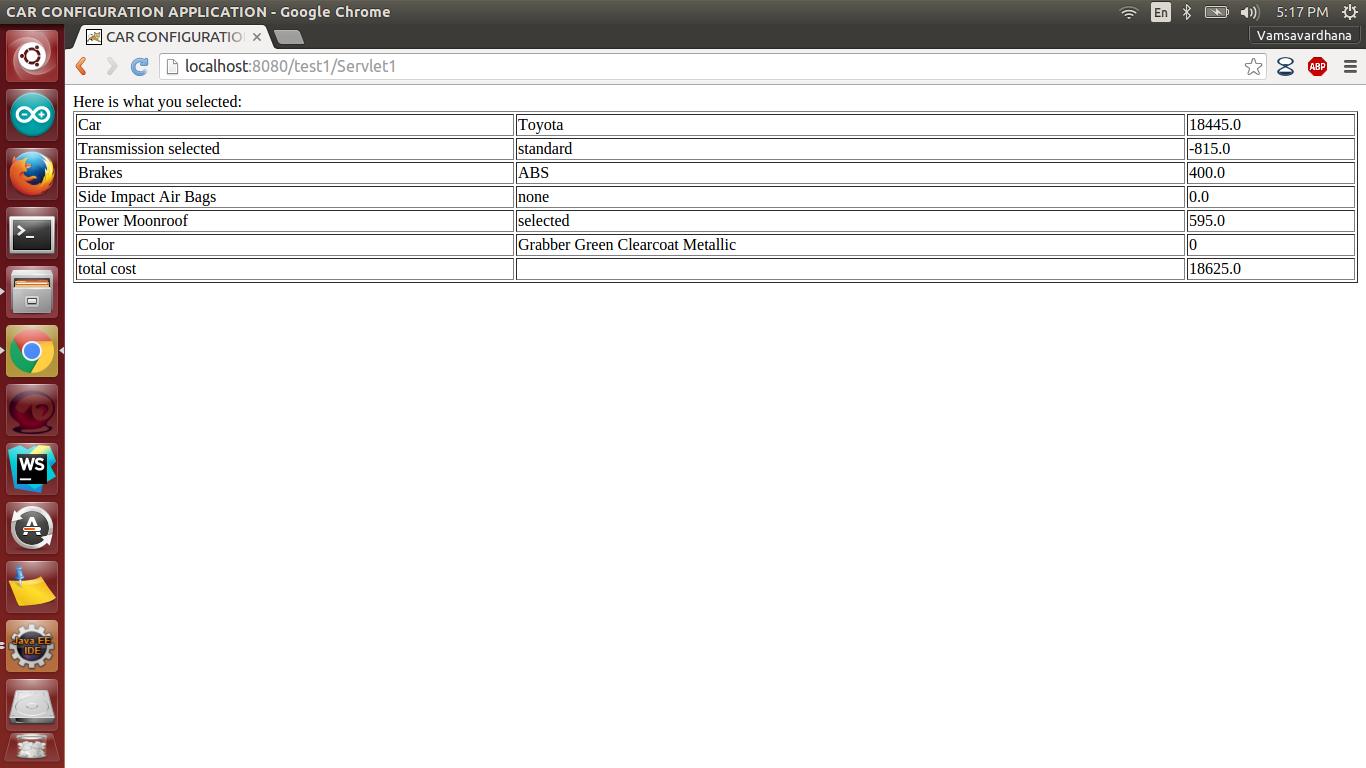 CAR CONFIGURATION APPLICATION - Google Chrome
En
5:17 PM
CAR CONFIGURATIO
Vamsavardhana
localhost:8080/test1/Servlet1
ABP
Here is what you selected:
Car Toyota 18445.0
Transmission selected standard -815.0
Brakes ABS 400.0
Side Impact Air Bags none 0.0
Power Moonroof selected 595.0
Color Grabber Green Clearcoat Metallic 0
total cost 18625.0
>_
WS
A
Java EE
IDE